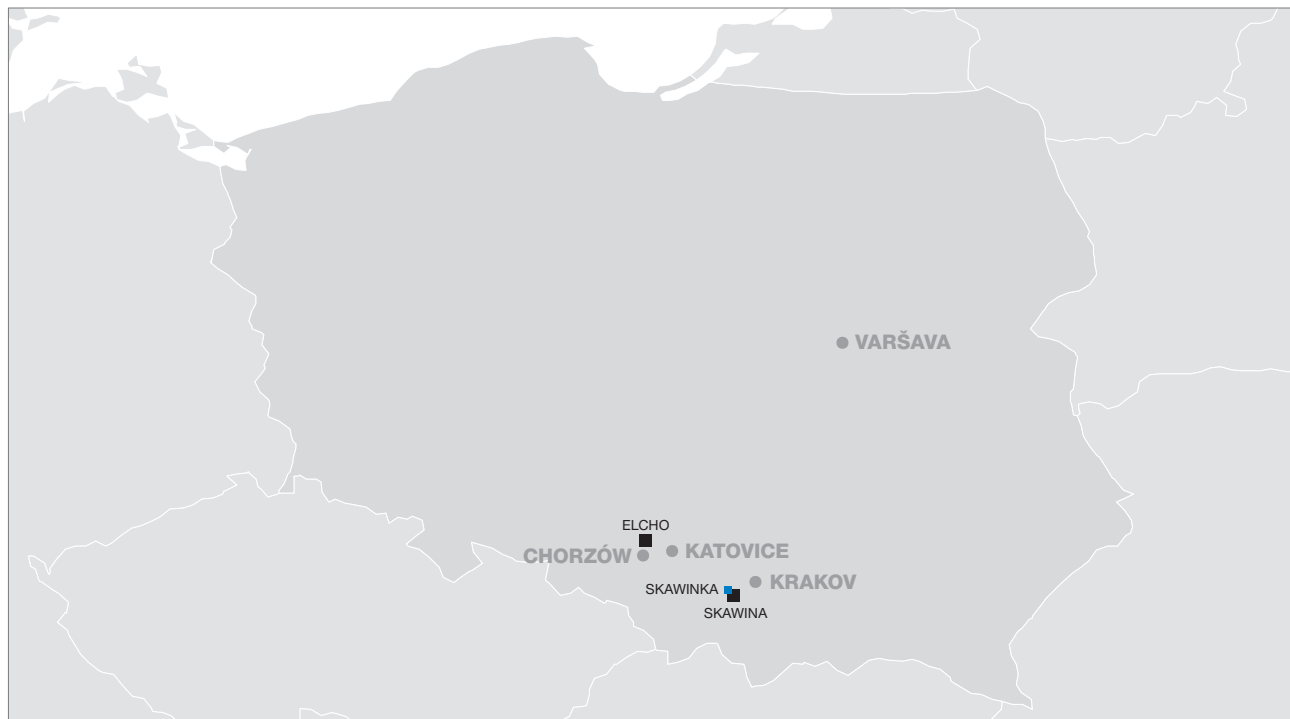 VARŠAVA
ELCHO
CHORZÓW
KATOVICE
KRAKOV
SKAWINKA
SKAWINA